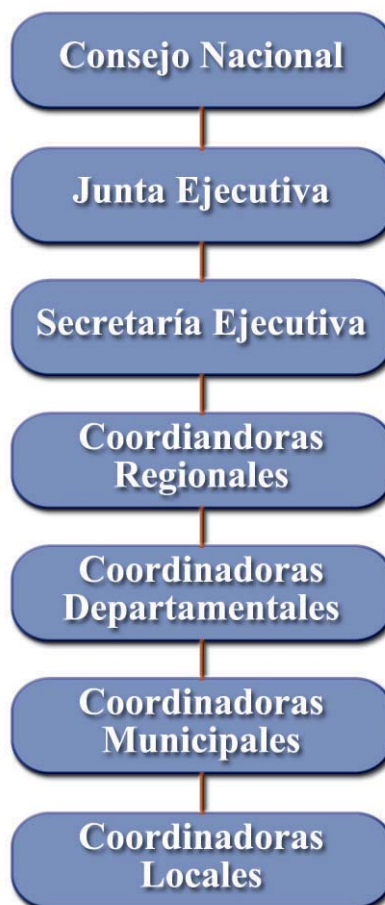 Consejo Nacional
Junta Ejecutiva
Secretaría Ejecutiva
Coordiandoras
Regionales
Coordinadoras
Departamentales
Coordinadoras
Municipales
Coordinadoras
Locales